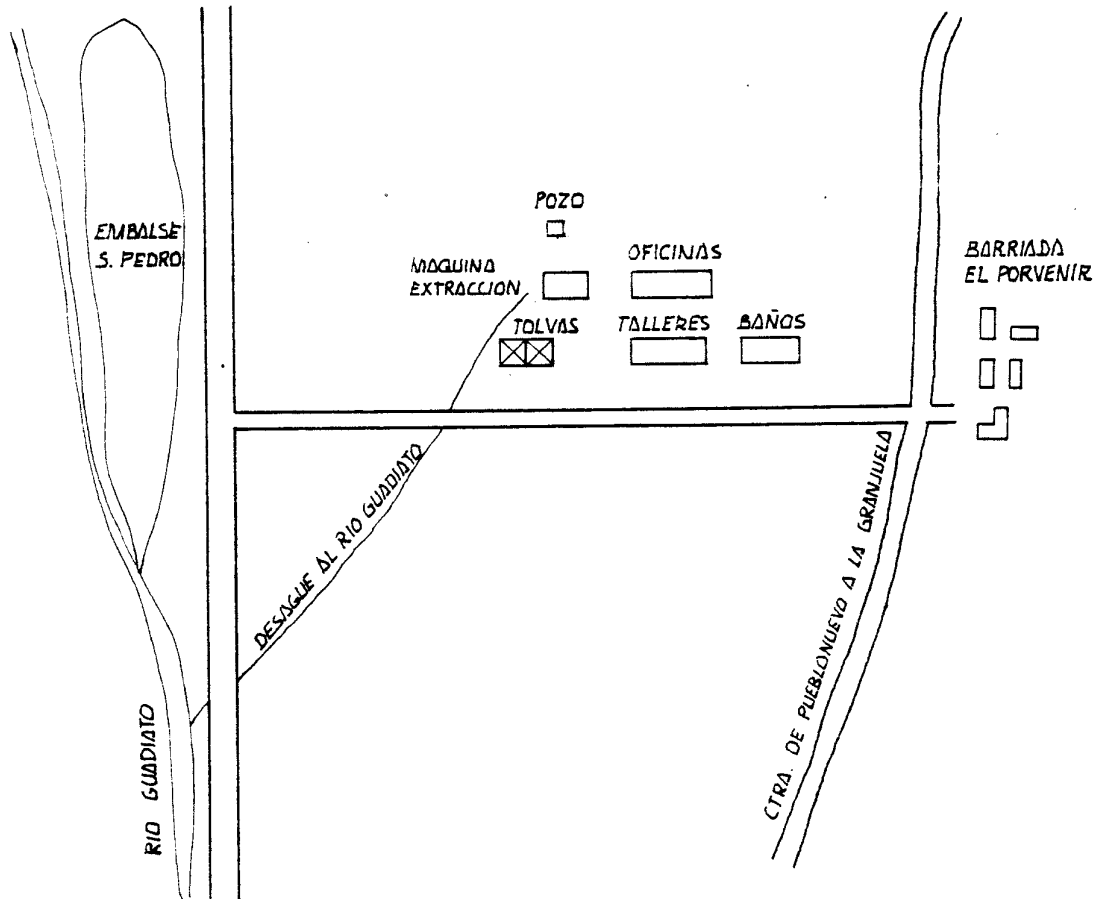 POZO
EMBALSE
S. PEDRO
MAQUINA
EXTRACCION
OFICINAS
BARRIADA
EL PORVENIR
TOLVAS
TALLERES
BAÑOS
DESAGUE AL RIO GUADIATO
CTRA. DE PUEBLONUEVO A LA GRANJUELA
RIO GUADIATO